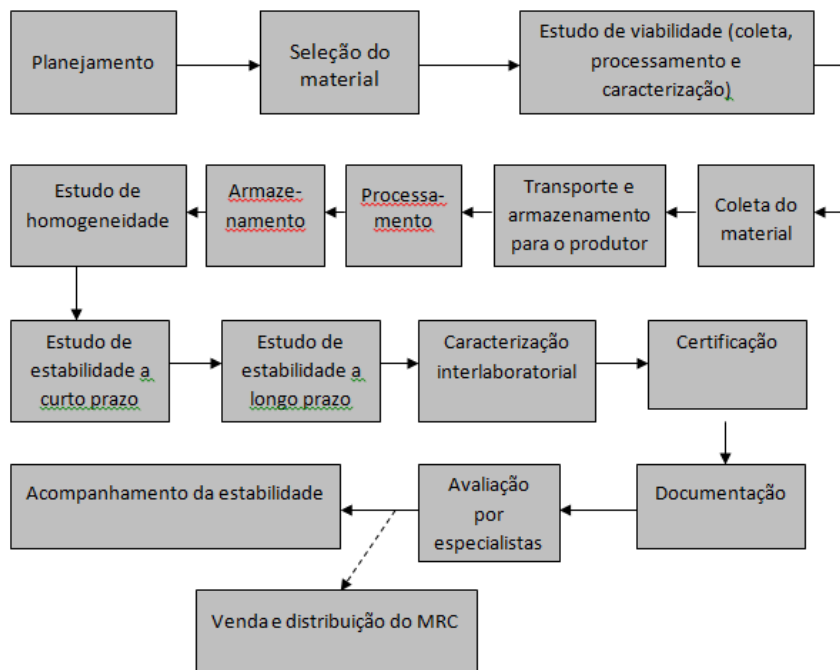 Planejamento
Seleção do
material
Estudo de viabilidade (coleta,
processamento e
caracterização)
Coleta do
material
Transporte e
armazenamento
para o produtor
Processa-
mento
Armaze-
namento
Estudo de
homogeneidade
Estudo de
estabilidade a
curto prazo
Estudo de
estabilidade a
longo prazo
Caracterização
interlaboratorial
Certificação
Documentação
Avaliação
por
especialistas
Acompanhamento da estabilidade
Venda e distribuição do MRC